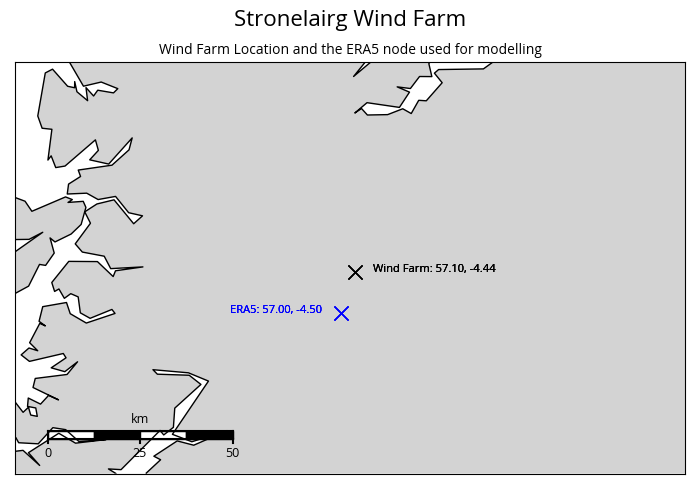 Stronelairg Wind Farm
Wind Farm Location and the ERA5 node used for modelling
Wind Farm: 57.10, -4.44
ERA5: 57.00, -4.50
km
0 25 50